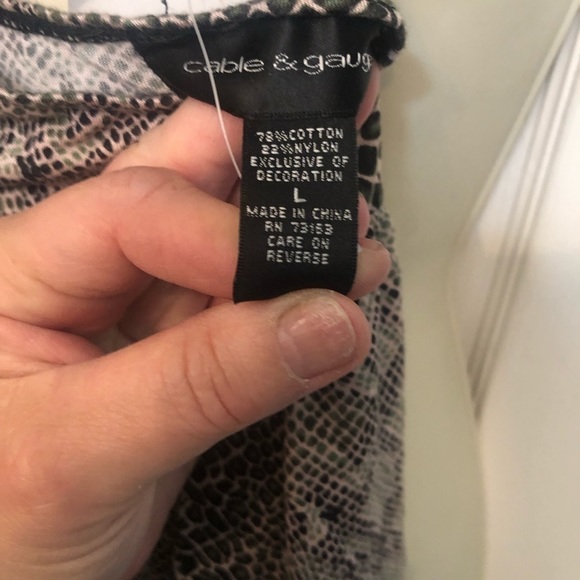 cable & gaug
78%COTTON
22%NYLON
EXCLUSIVE OF
DECORATION
L
MADE IN CHINA
RN 73153
CARE ON
REVERSE